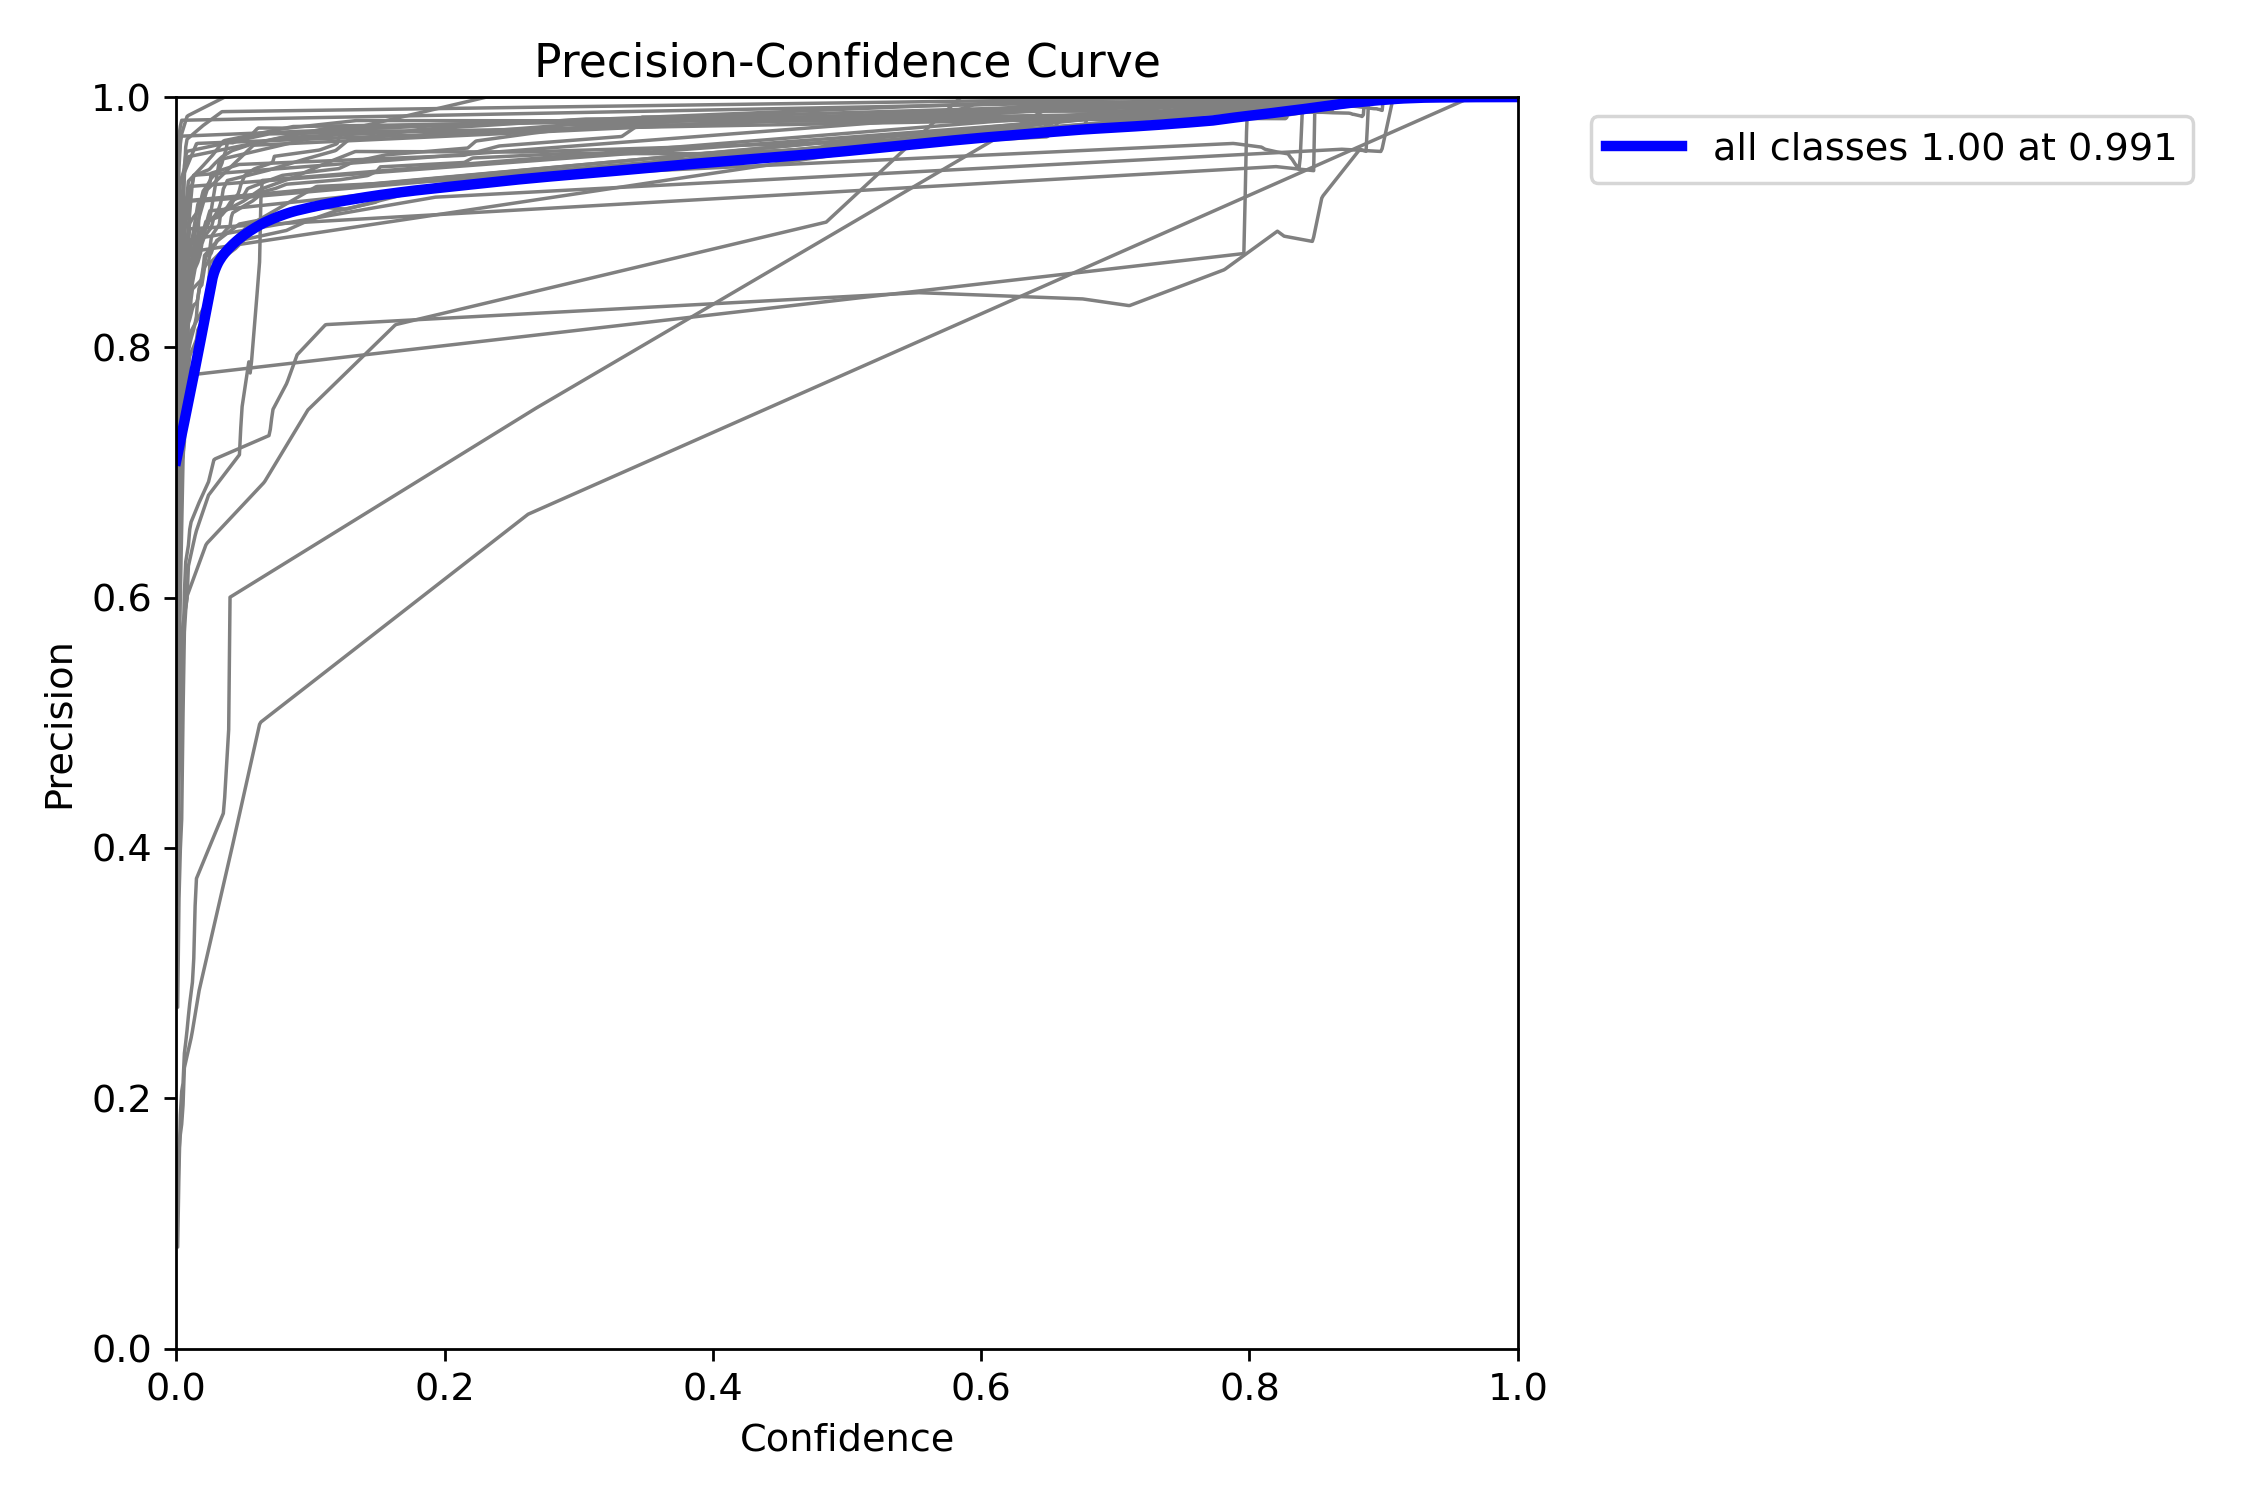 Precision-Confidence Curve
all classes 1.00 at 0.991
Precision
1.0
0.8
0.6
0.4
0.2
0.0
0.0 0.2 0.4 0.6 0.8 1.0
Confidence